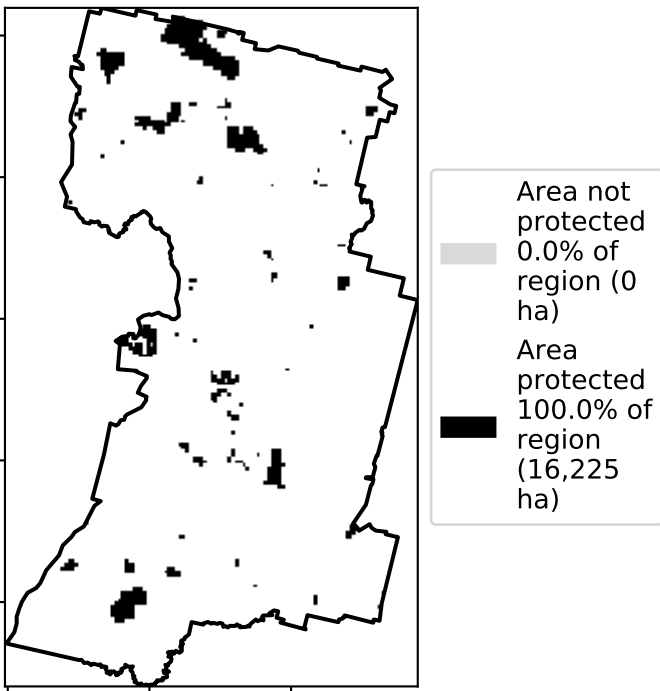 Area not
protected
0.0% of
region (0
ha)
Area
protected
100.0% of
region
(16,225
ha)